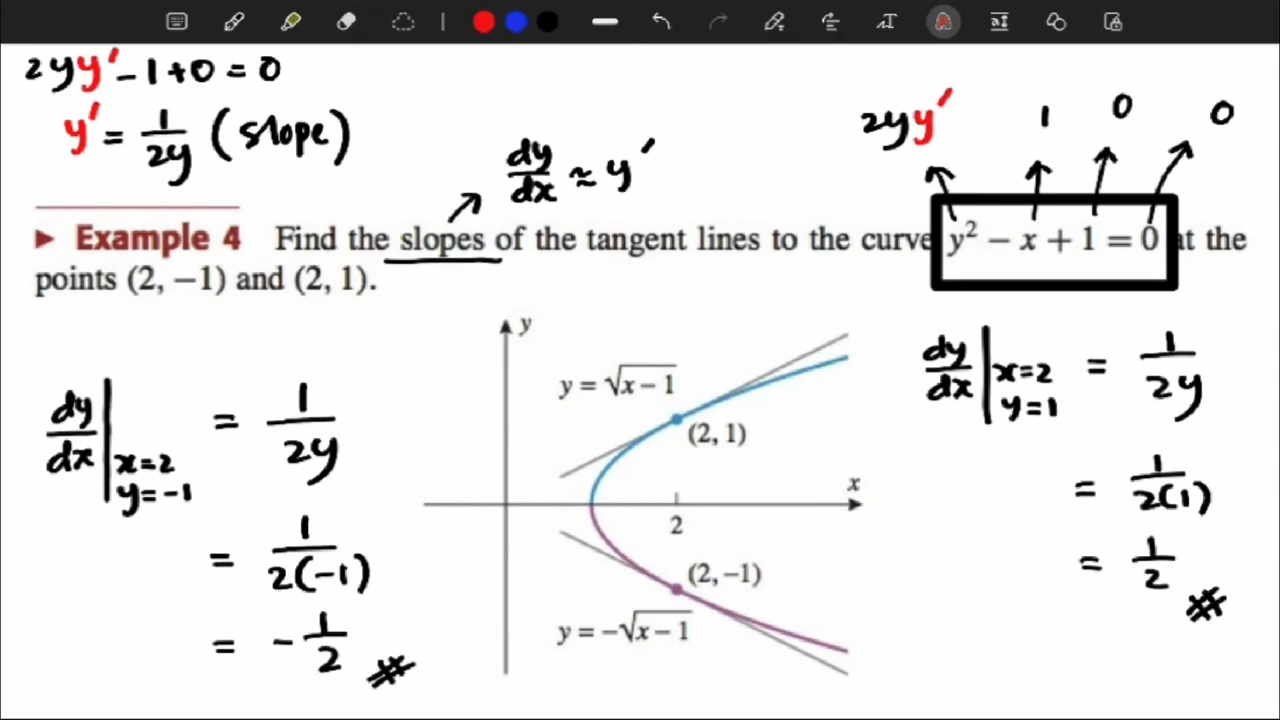 2yy' - 1 + 0 = 0
y' = 1/2y (slope)
dy/dx ≈ y'
2yy' 1 0 0
► Example 4 Find the slopes of the tangent lines to the curve y² − x + 1 = 0 at the
points (2, −1) and (2, 1).
dy/dx | x=2 y=-1 = 1/2y
= 1/2(-1)
= -1/2
y
y = √x − 1
(2, 1)
x
2
(2, −1)
y = −√x − 1
dy/dx | x=2 y=1 = 1/2y
= 1/2(1)
= 1/2